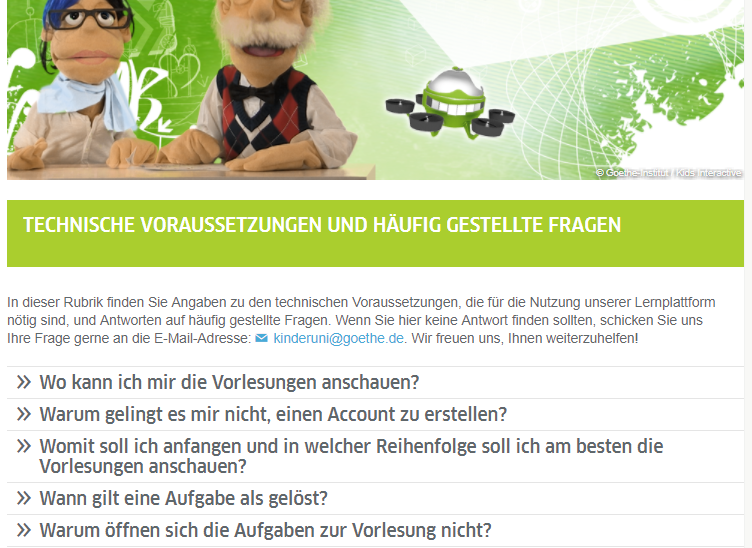 © Goethe-Institut / Kids Interactive
TECHNISCHE VORAUSSETZUNGEN UND HÄUFIG GESTELLTE FRAGEN
In dieser Rubrik finden Sie Angaben zu den technischen Voraussetzungen, die für die Nutzung unserer Lernplattform
nötig sind, und Antworten auf häufig gestellte Fragen. Wenn Sie hier keine Antwort finden sollten, schicken Sie uns
Ihre Frage gerne an die E-Mail-Adresse: kinderuni@goethe.de. Wir freuen uns, Ihnen weiterzuhelfen!
Wo kann ich mir die Vorlesungen anschauen?
Warum gelingt es mir nicht, einen Account zu erstellen?
Womit soll ich anfangen und in welcher Reihenfolge soll ich am besten die
Vorlesungen anschauen?
Wann gilt eine Aufgabe als gelöst?
Warum öffnen sich die Aufgaben zur Vorlesung nicht?